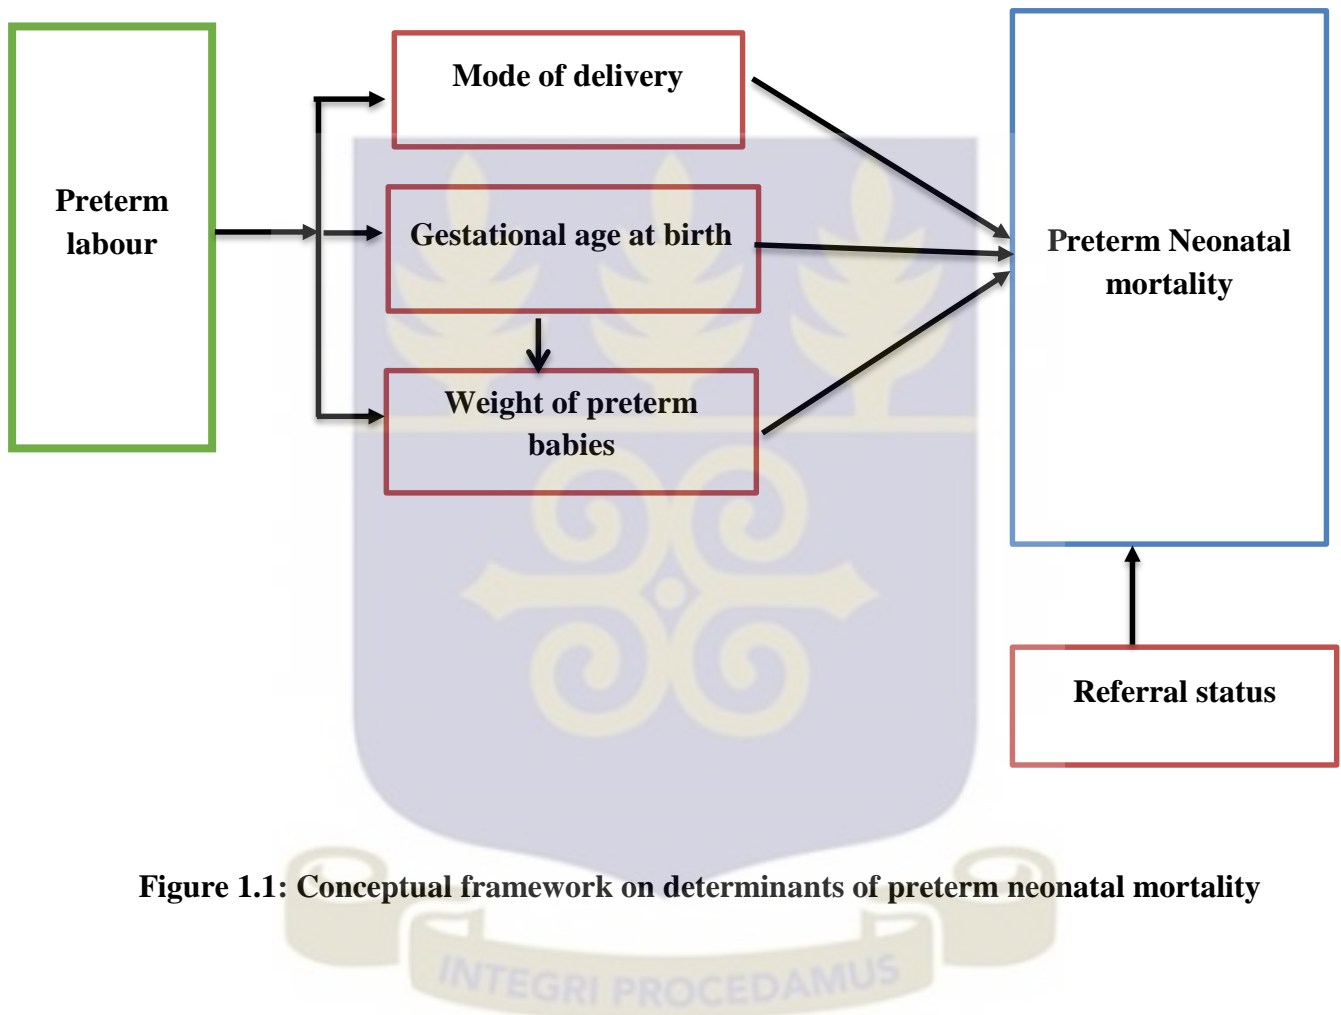 Mode of delivery
Preterm
labour
Gestational age at birth
Preterm Neonatal
mortality
Weight of preterm
babies
Referral status
Figure 1.1: Conceptual framework on determinants of preterm neonatal mortality
INTEGRI PROCEDAMUS